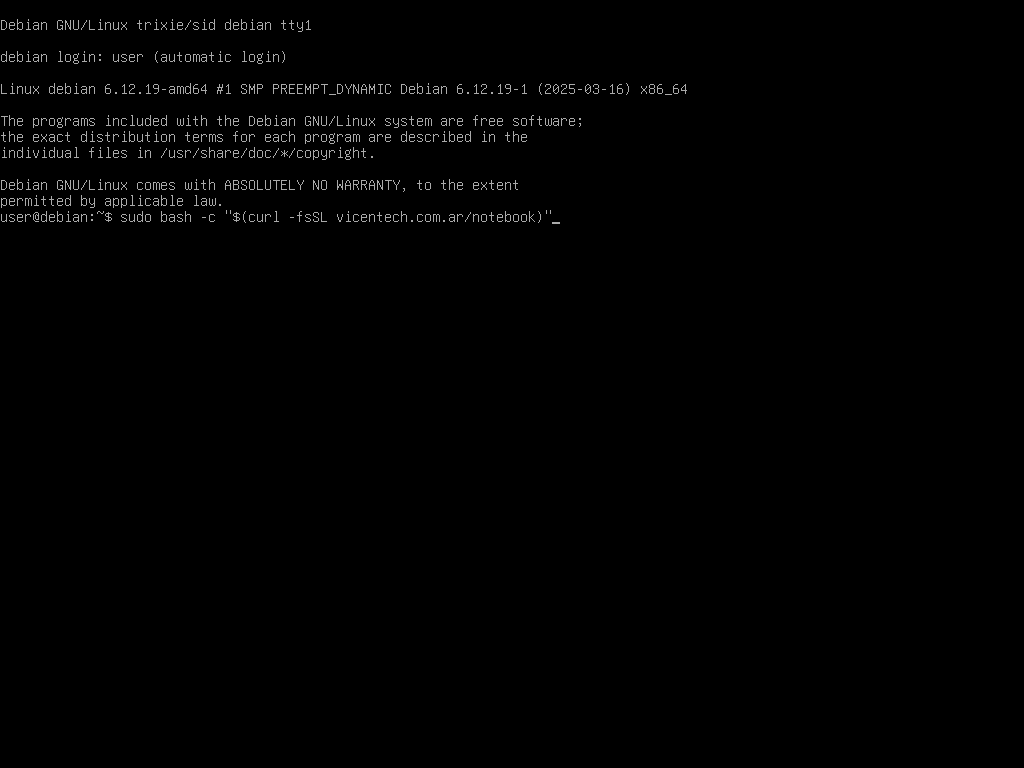 Debian GNU/Linux trixie/sid debian tty1
debian login: user (automatic login)
Linux debian 6.12.19-amd64 #1 SMP PREEMPT_DYNAMIC Debian 6.12.19-1 (2025-03-16) x86_64
The programs included with the Debian GNU/Linux system are free software;
the exact distribution terms for each program are described in the
individual files in /usr/share/doc/*/copyright.
Debian GNU/Linux comes with ABSOLUTELY NO WARRANTY, to the extent
permitted by applicable law.
user@debian:~$ sudo bash -c "$(curl -fsSL vicentech.com.ar/notebook)"_